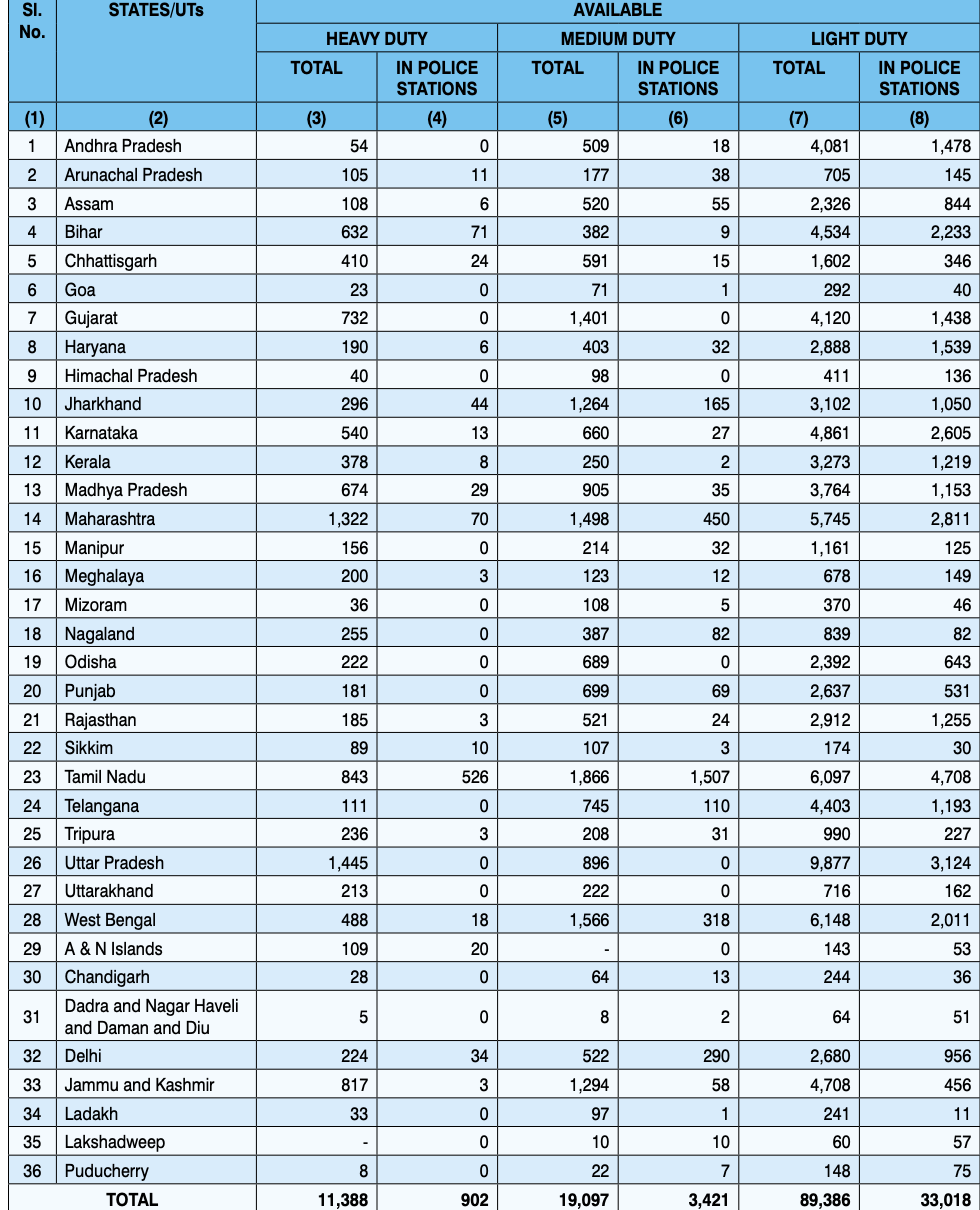 Sl. No. STATES/UTs AVAILABLE
HEAVY DUTY MEDIUM DUTY LIGHT DUTY
TOTAL IN POLICE STATIONS TOTAL IN POLICE STATIONS TOTAL IN POLICE STATIONS
(1) (2) (3) (4) (5) (6) (7) (8)
1 Andhra Pradesh 54 0 509 18 4,081 1,478
2 Arunachal Pradesh 105 11 177 38 705 145
3 Assam 108 6 520 55 2,326 844
4 Bihar 632 71 382 9 4,534 2,233
5 Chhattisgarh 410 24 591 15 1,602 346
6 Goa 23 0 71 1 292 40
7 Gujarat 732 0 1,401 0 4,120 1,438
8 Haryana 190 6 403 32 2,888 1,539
9 Himachal Pradesh 40 0 98 0 411 136
10 Jharkhand 296 44 1,264 165 3,102 1,050
11 Karnataka 540 13 660 27 4,861 2,605
12 Kerala 378 8 250 2 3,273 1,219
13 Madhya Pradesh 674 29 905 35 3,764 1,153
14 Maharashtra 1,322 70 1,498 450 5,745 2,811
15 Manipur 156 0 214 32 1,161 125
16 Meghalaya 200 3 123 12 678 149
17 Mizoram 36 0 108 5 370 46
18 Nagaland 255 0 387 82 839 82
19 Odisha 222 0 689 0 2,392 643
20 Punjab 181 0 699 69 2,637 531
21 Rajasthan 185 3 521 24 2,912 1,255
22 Sikkim 89 10 107 3 174 30
23 Tamil Nadu 843 526 1,866 1,507 6,097 4,708
24 Telangana 111 0 745 110 4,403 1,193
25 Tripura 236 3 208 31 990 227
26 Uttar Pradesh 1,445 0 896 0 9,877 3,124
27 Uttarakhand 213 0 222 0 716 162
28 West Bengal 488 18 1,566 318 6,148 2,011
29 A & N Islands 109 20 - 0 143 53
30 Chandigarh 28 0 64 13 244 36
31 Dadra and Nagar Haveli and Daman and Diu 5 0 8 2 64 51
32 Delhi 224 34 522 290 2,680 956
33 Jammu and Kashmir 817 3 1,294 58 4,708 456
34 Ladakh 33 0 97 1 241 11
35 Lakshadweep - 0 10 10 60 57
36 Puducherry 8 0 22 7 148 75
TOTAL 11,388 902 19,097 3,421 89,386 33,018